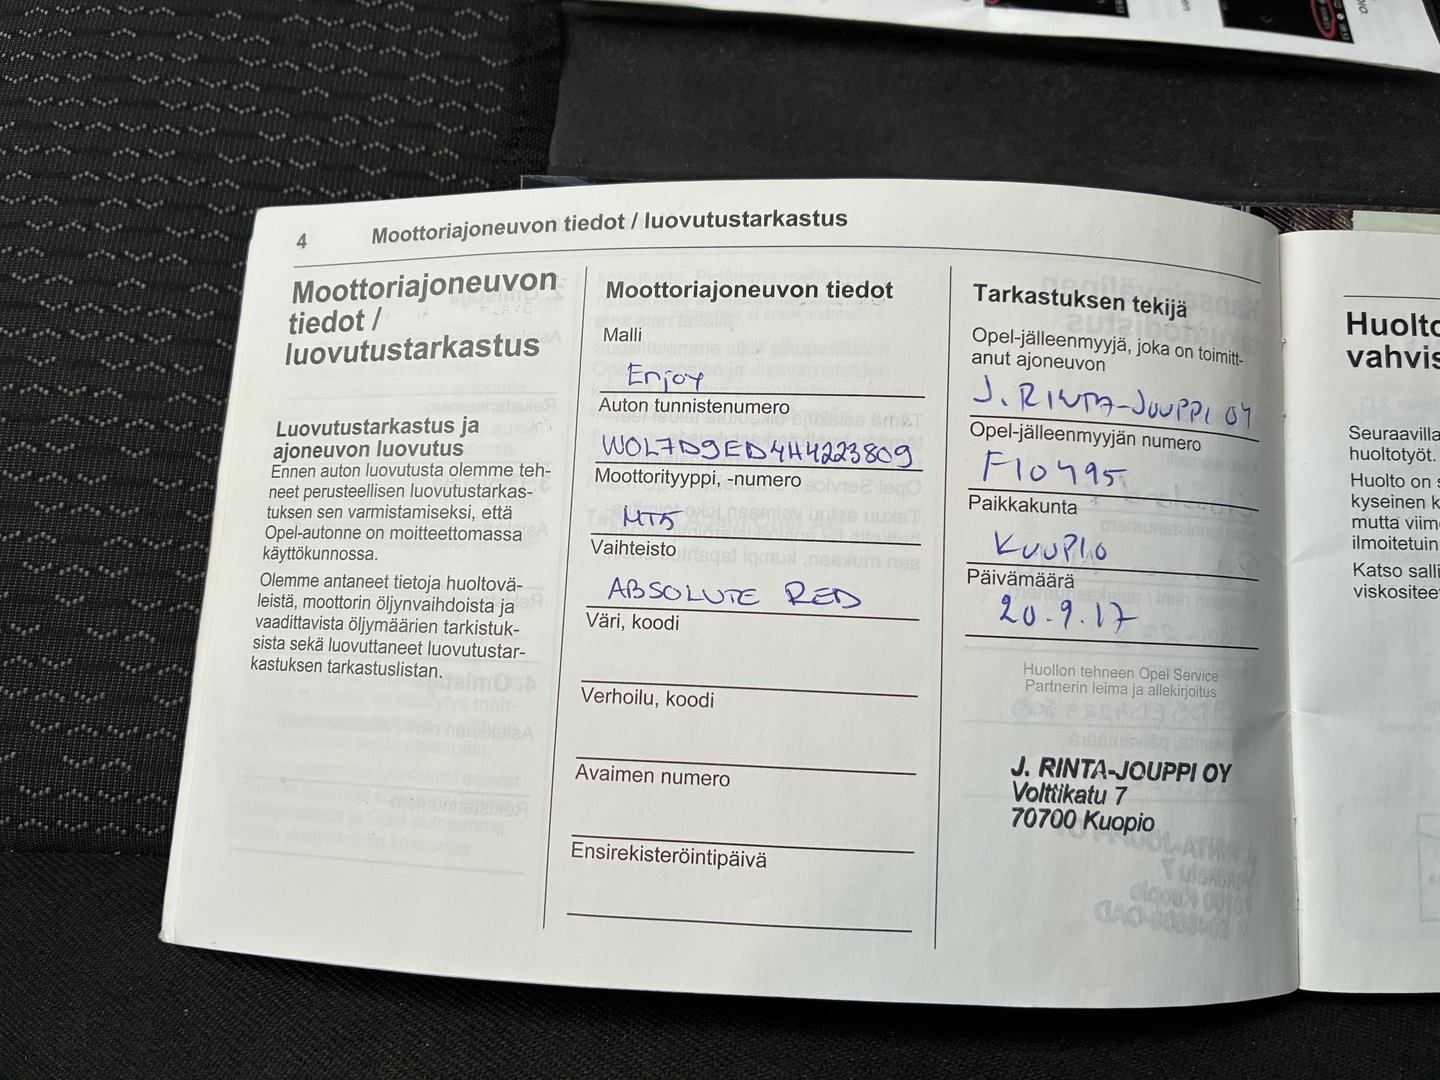 4 Moottoriajoneuvon tiedot / luovutustarkastus
Moottoriajoneuvon
tiedot /
luovutustarkastus
Luovutustarkastus ja
ajoneuvon luovutus
Ennen auton luovutusta olemme teh-
neet perusteellisen luovutustarkas-
tuksen sen varmistamiseksi, että
Opel-autonne on moitteettomassa
käyttökunnossa.
Olemme antaneet tietoja huoltovä-
leistä, moottorin öljynvaihdoista ja
vaadittavista öljymäärien tarkistuk-
sista sekä luovuttaneet luovutustar-
kastuksen tarkastuslistan.
Moottoriajoneuvon tiedot
Malli
Enjoy
Auton tunnistenumero
WOL7D9ED4H4223809
Moottorityyppi, -numero
MT5
Vaihteisto
ABSOLUTE RED
Väri, koodi
Verhoilu, koodi
Avaimen numero
Ensirekisteröintipäivä
Tarkastuksen tekijä
Opel-jälleenmyyjä, joka on toimitt-
anut ajoneuvon
J. RINTA-JOUPPI OY
Opel-jälleenmyyjän numero
F10495
Paikkakunta
KUOPIO
Päivämäärä
20.9.17
Huollon tehneen Opel Service
Partnerin leima ja allekirjoitus
J. RINTA-JOUPPI OY
Volttikatu 7
70700 Kuopio
Huolto
vahvis
Seuraavilla
huoltotyöt.
Huolto on
kyseinen k
mutta viim
ilmoitetuin
Katso salli
viskositee